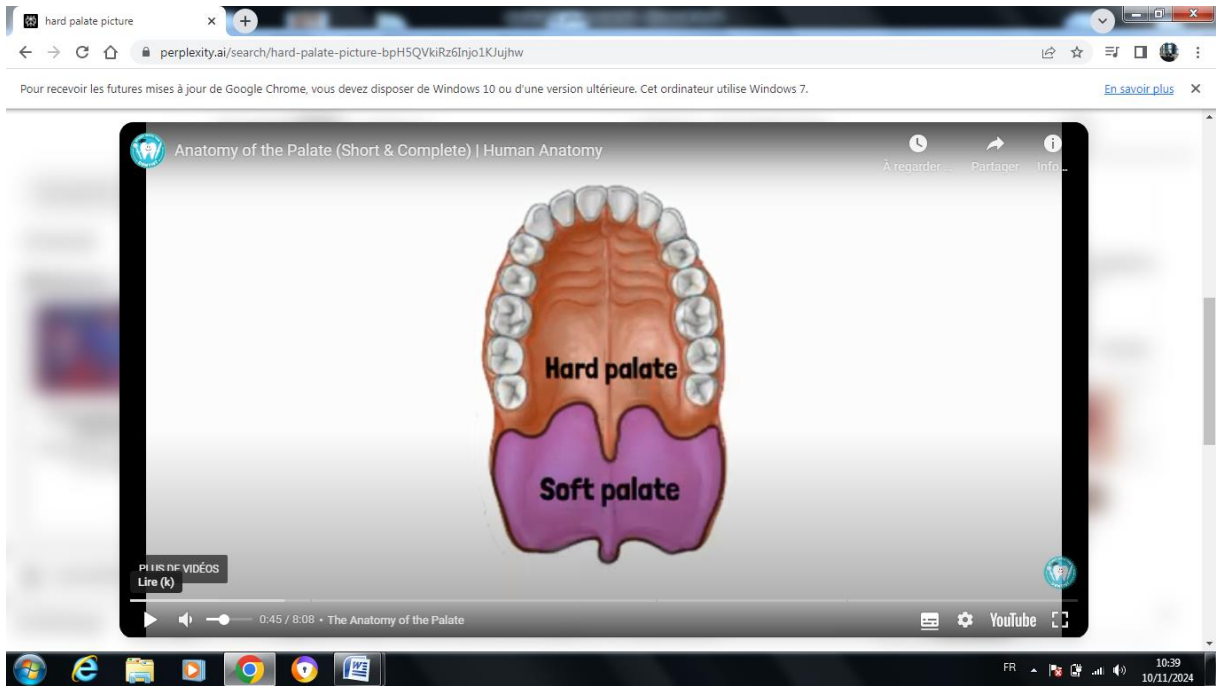 hard palate picture
perplexity.ai/search/hard-palate-picture-bpH5QVkiRz6Injo1KJujhw
Pour recevoir les futures mises à jour de Google Chrome, vous devez disposer de Windows 10 ou d'une version ultérieure. Cet ordinateur utilise Windows 7.
En savoir plus
Anatomy of the Palate (Short & Complete) | Human Anatomy
À regarder... Partager Info...
Hard palate
Soft palate
PLUS DE VIDÉOS
Lire (k)
0:45 / 8:08 • The Anatomy of the Palate
YouTube
FR
10:39
10/11/2024